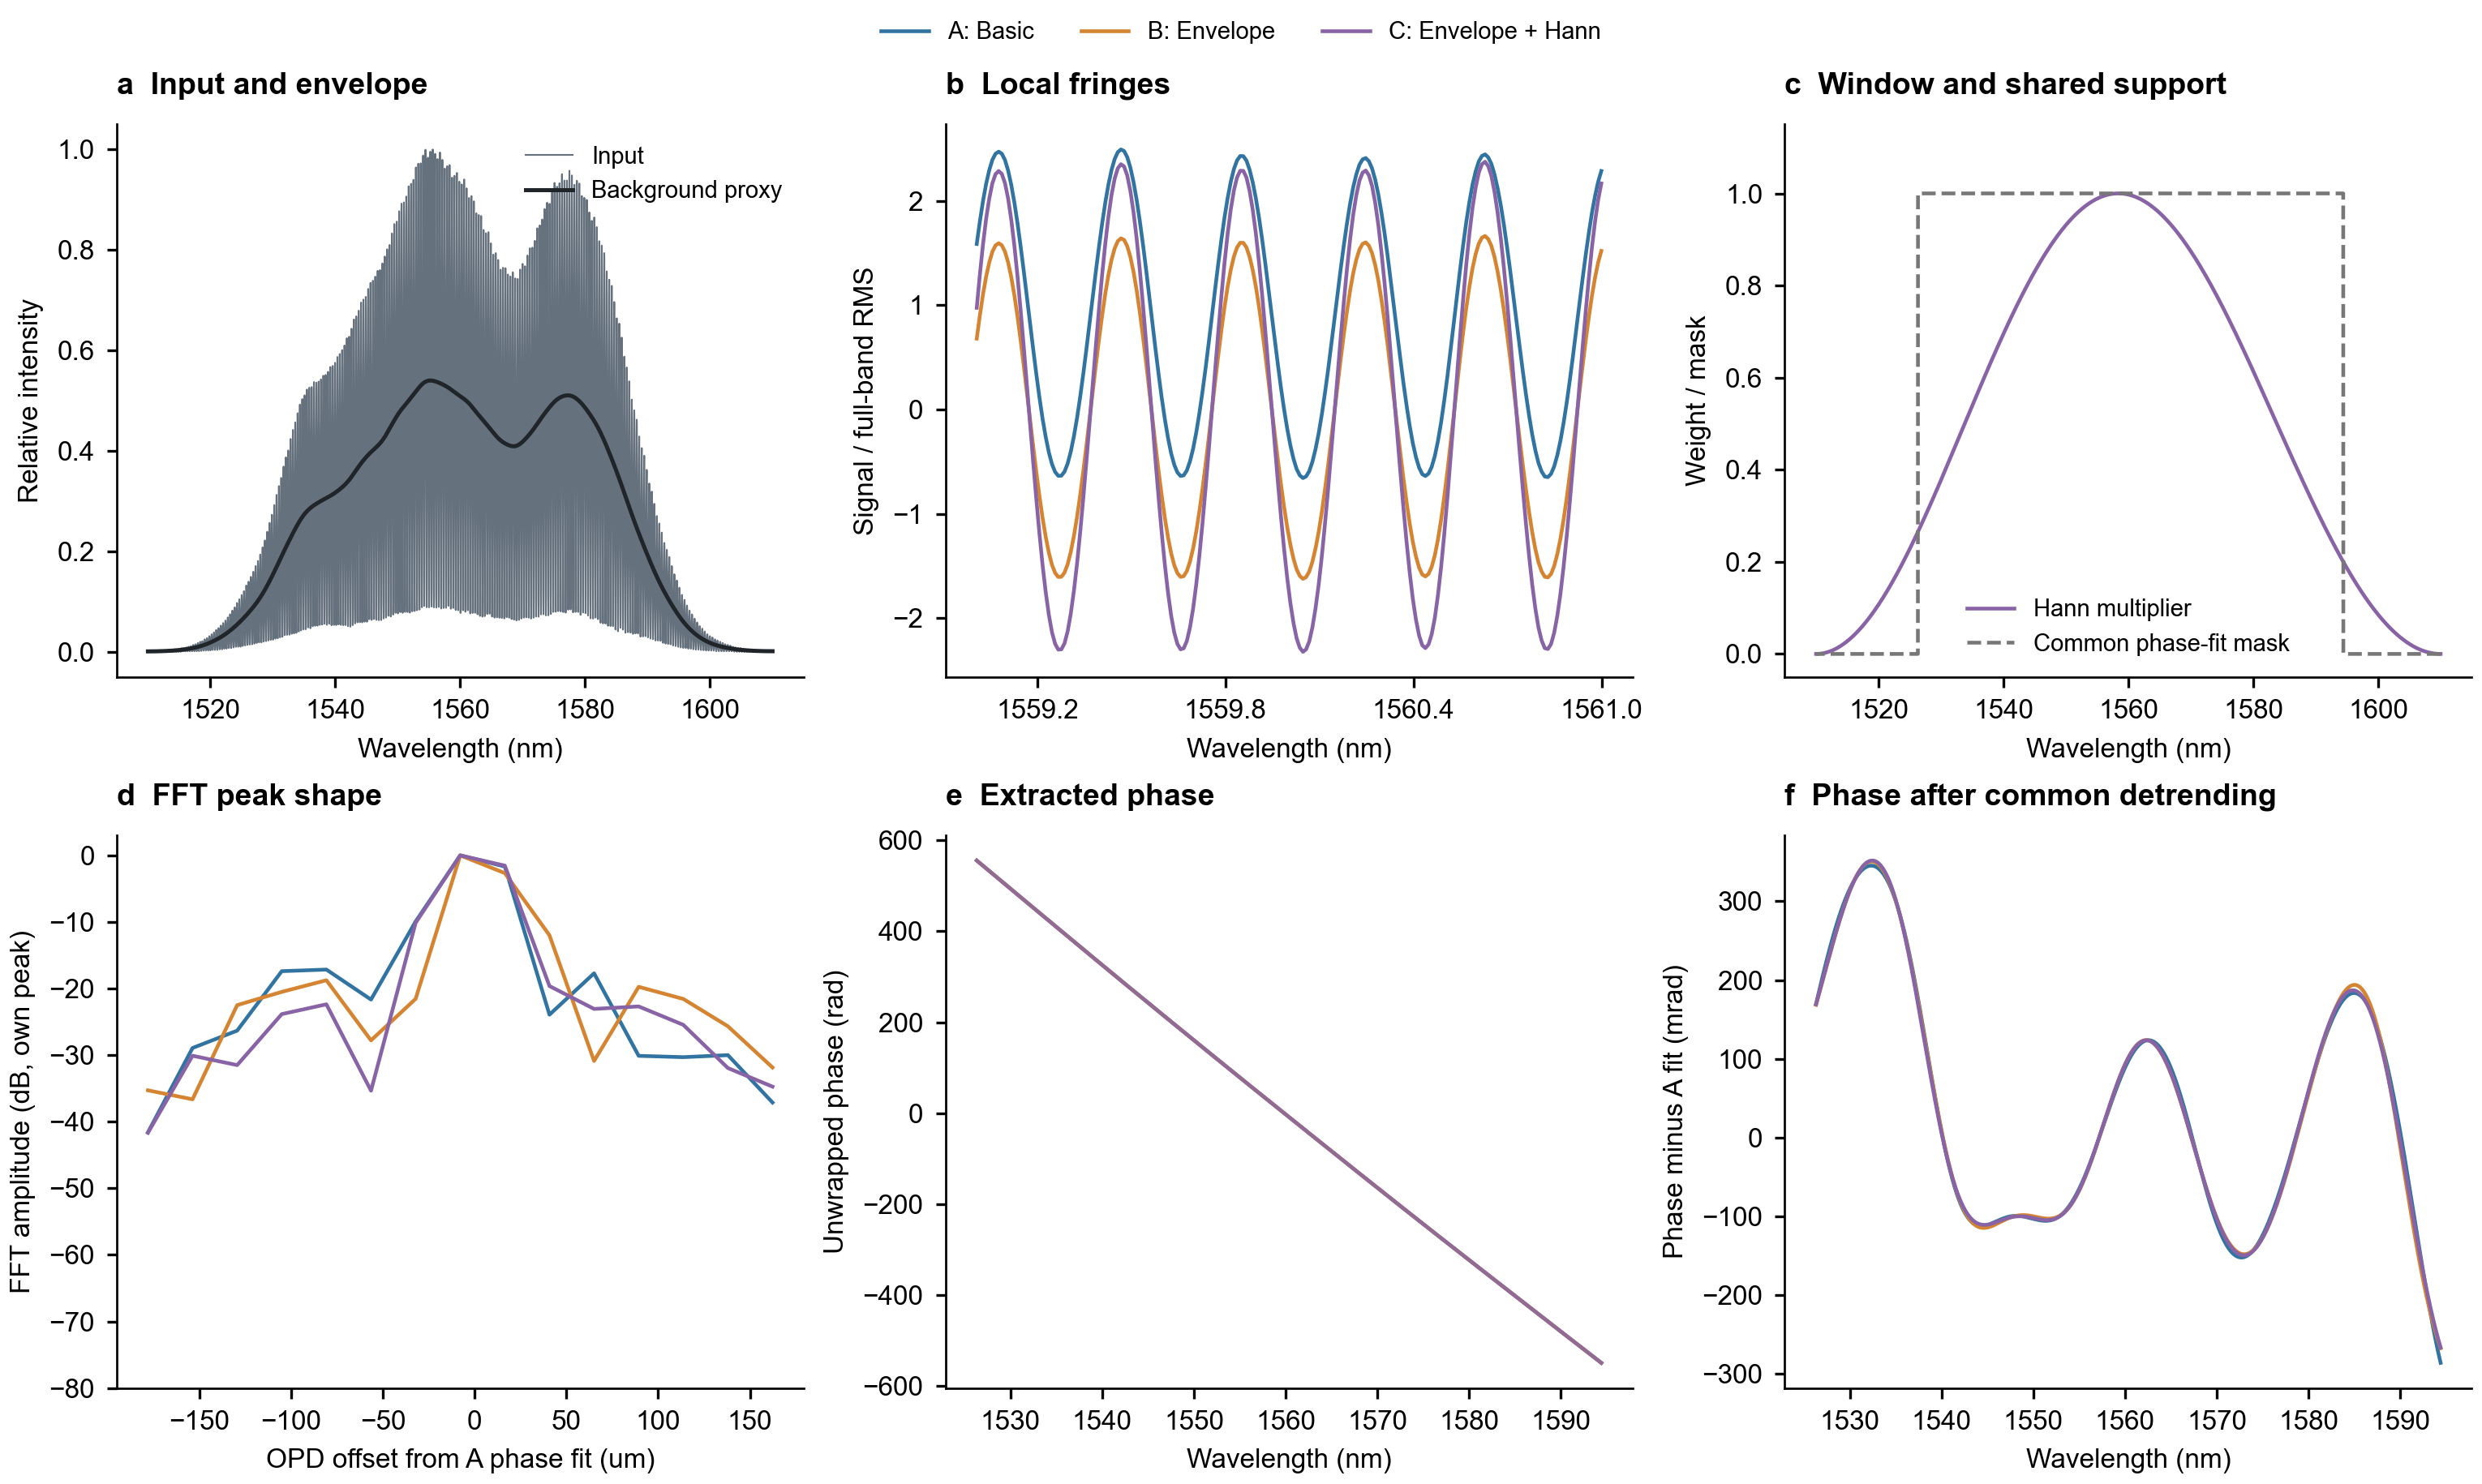 A: Basic B: Envelope C: Envelope + Hann
a Input and envelope
1.0
0.8
0.6
0.4
0.2
0.0
Relative intensity
Input
Background proxy
1520 1540 1560 1580 1600
Wavelength (nm)
b Local fringes
2
1
0
−1
−2
Signal / full-band RMS
1559.2 1559.8 1560.4 1561.0
Wavelength (nm)
c Window and shared support
1.0
0.8
0.6
0.4
0.2
0.0
Weight / mask
Hann multiplier
Common phase-fit mask
1520 1540 1560 1580 1600
Wavelength (nm)
d FFT peak shape
0
−10
−20
−30
−40
−50
−60
−70
−80
FFT amplitude (dB, own peak)
−150 −100 −50 0 50 100 150
OPD offset from A phase fit (um)
e Extracted phase
600
400
200
0
−200
−400
−600
Unwrapped phase (rad)
1530 1540 1550 1560 1570 1580 1590
Wavelength (nm)
f Phase after common detrending
300
200
100
0
−100
−200
−300
Phase minus A fit (mrad)
1530 1540 1550 1560 1570 1580 1590
Wavelength (nm)